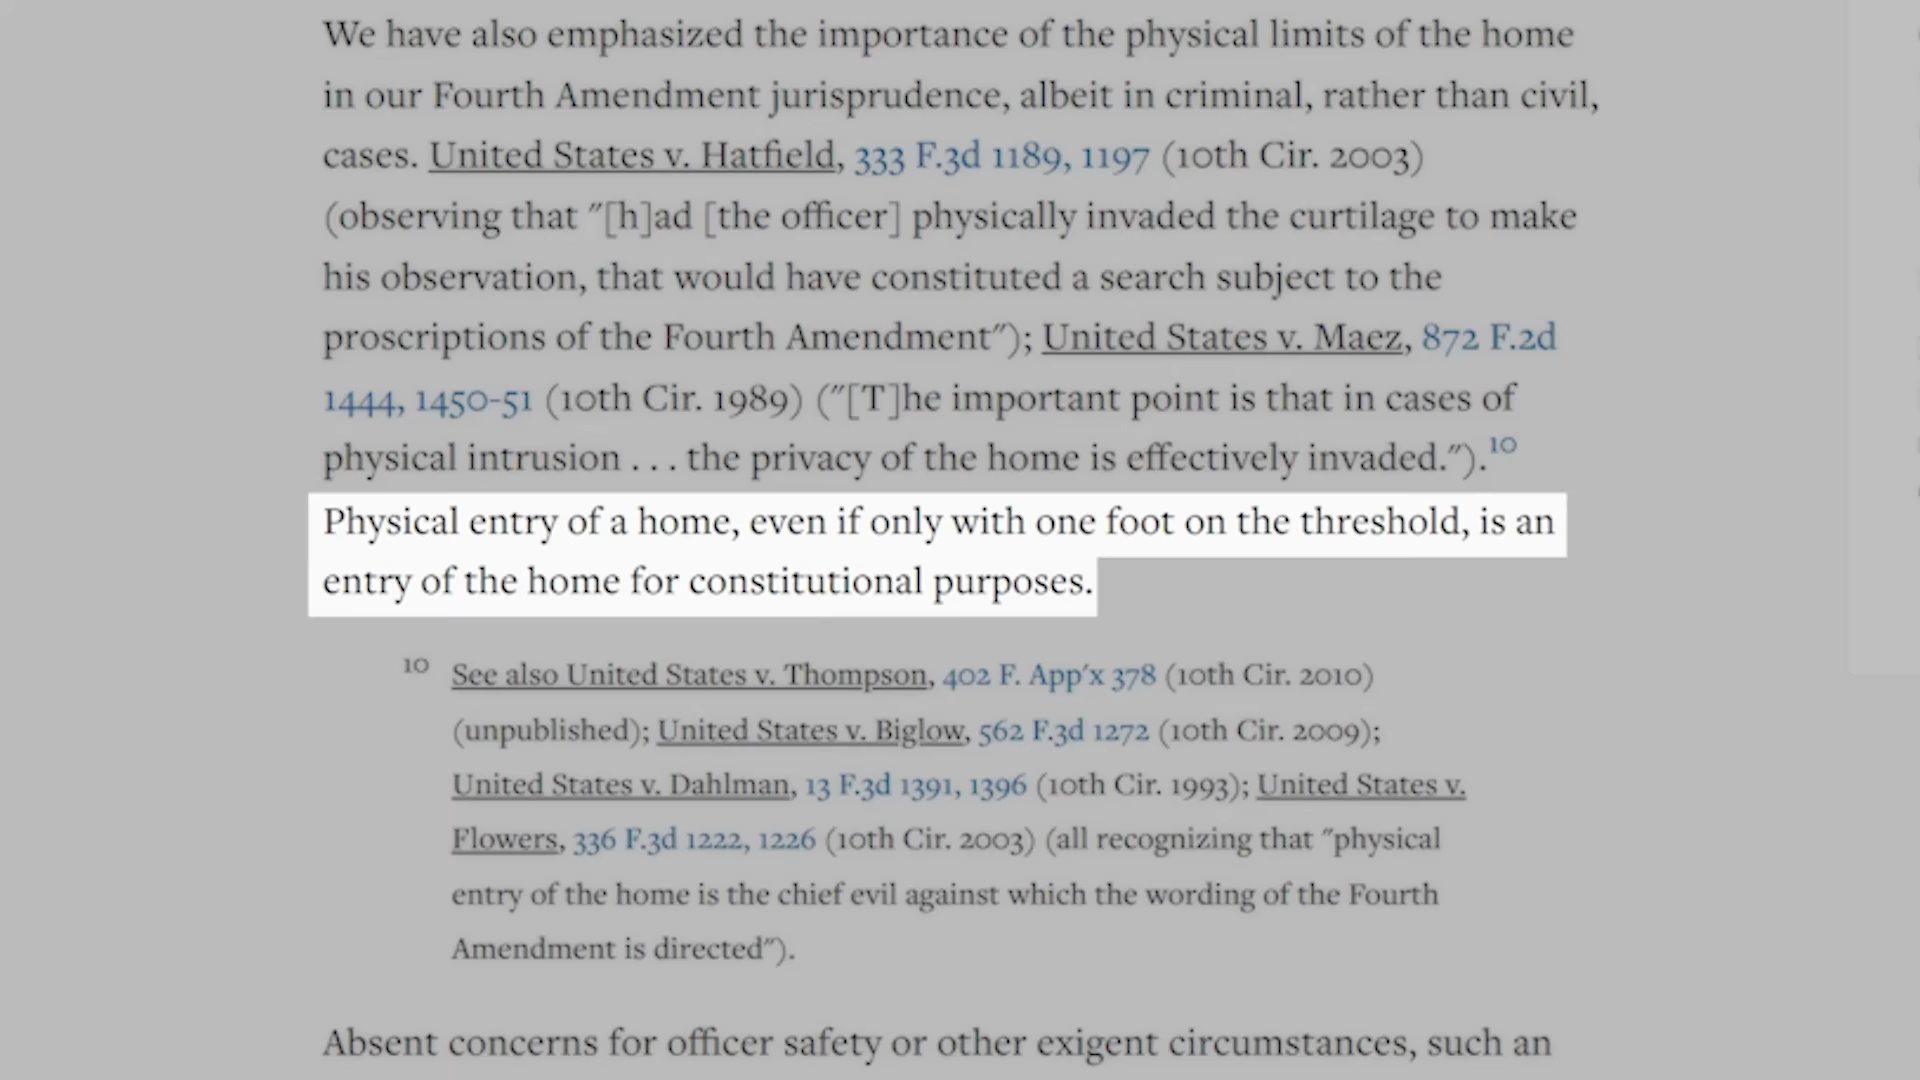 We have also emphasized the importance of the physical limits of the home
in our Fourth Amendment jurisprudence, albeit in criminal, rather than civil,
cases. United States v. Hatfield, 333 F.3d 1189, 1197 (10th Cir. 2003)
(observing that "[h]ad [the officer] physically invaded the curtilage to make
his observation, that would have constituted a search subject to the
proscriptions of the Fourth Amendment"); United States v. Maez, 872 F.2d
1444, 1450-51 (10th Cir. 1989) ("[T]he important point is that in cases of
physical intrusion . . . the privacy of the home is effectively invaded.").10
Physical entry of a home, even if only with one foot on the threshold, is an
entry of the home for constitutional purposes.
10 See also United States v. Thompson, 402 F. App'x 378 (10th Cir. 2010)
(unpublished); United States v. Biglow, 562 F.3d 1272 (10th Cir. 2009);
United States v. Dahlman, 13 F.3d 1391, 1396 (10th Cir. 1993); United States v.
Flowers, 336 F.3d 1222, 1226 (10th Cir. 2003) (all recognizing that "physical
entry of the home is the chief evil against which the wording of the Fourth
Amendment is directed").
Absent concerns for officer safety or other exigent circumstances, such an